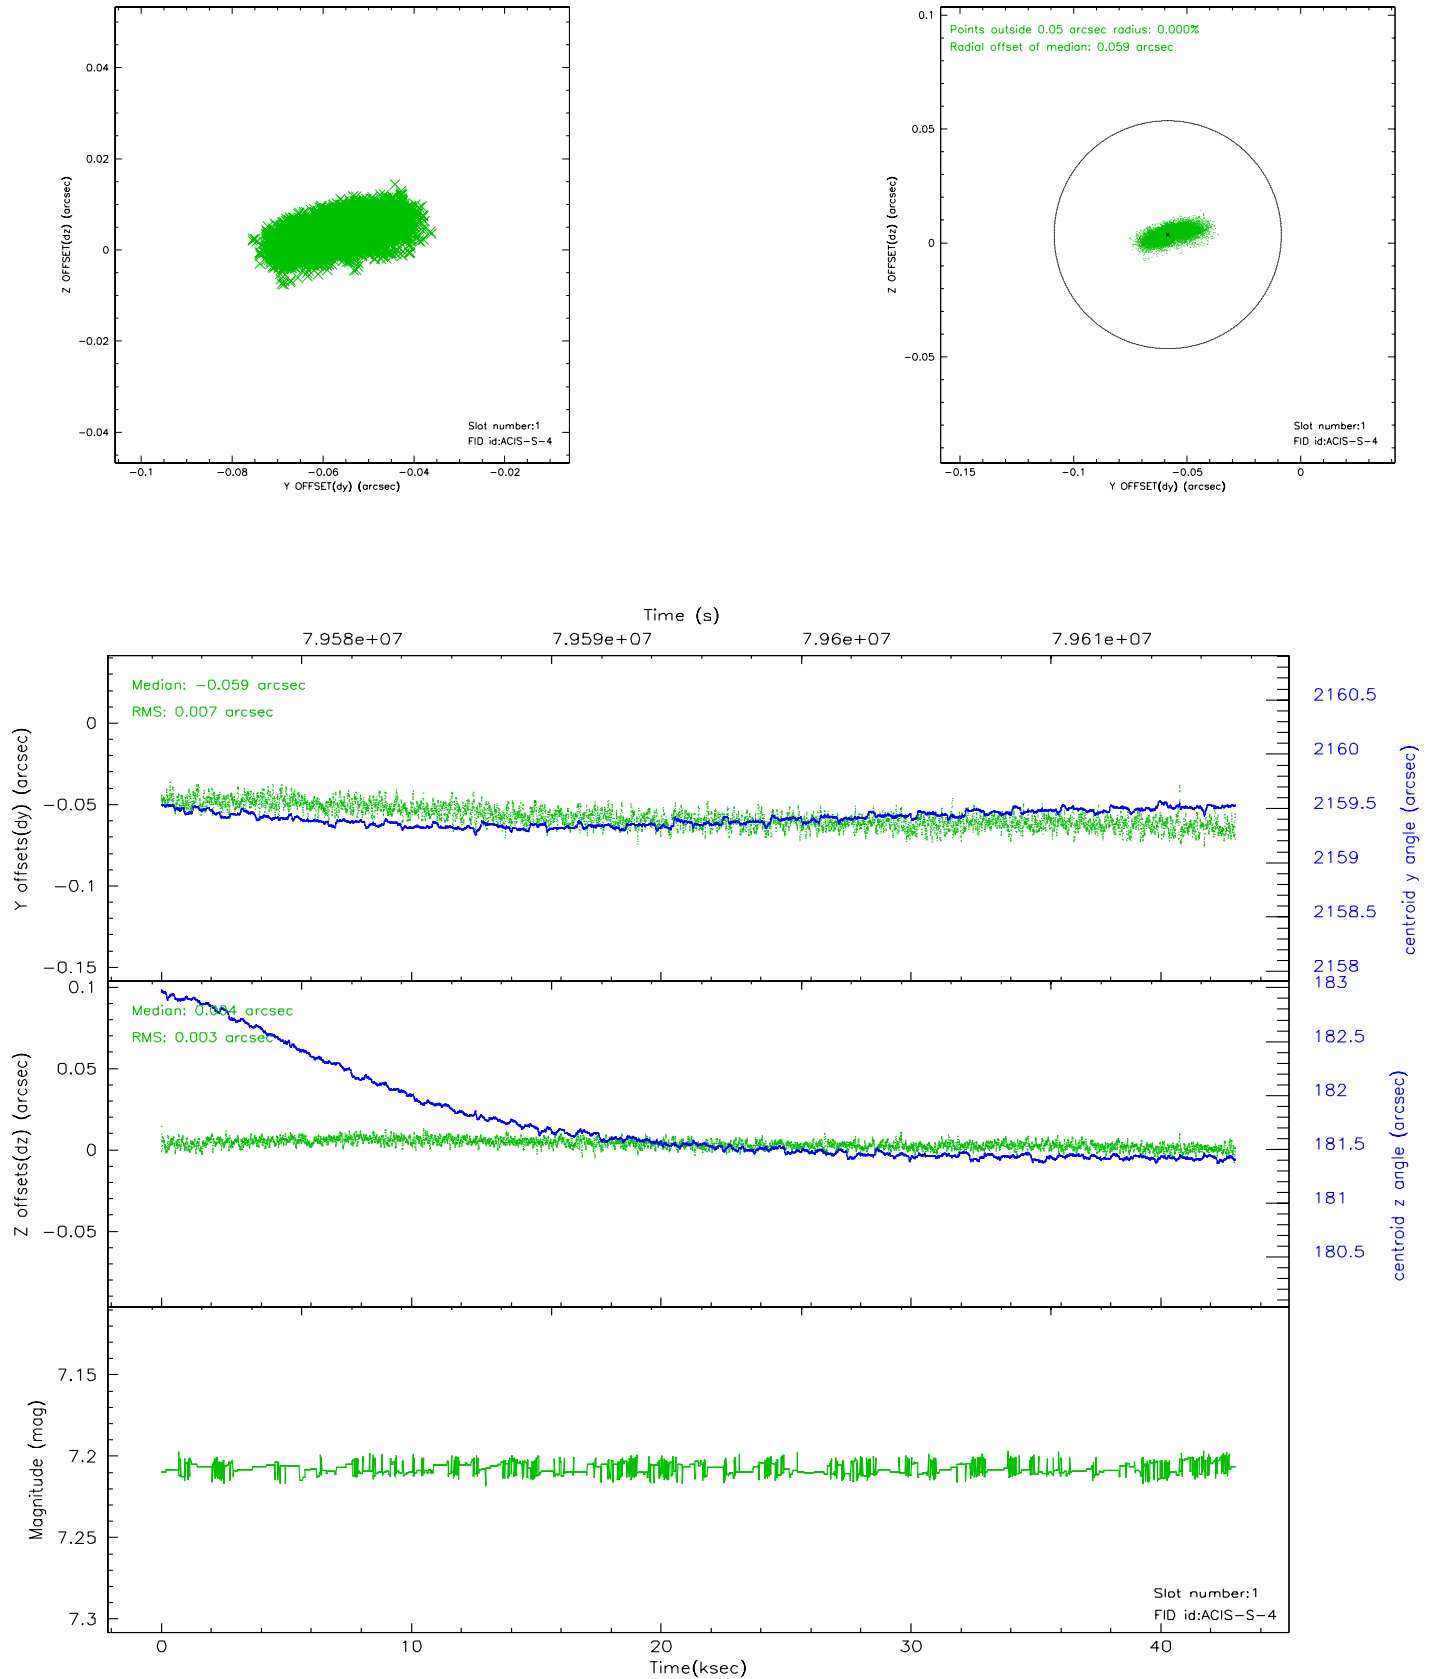 0.04
0.02
0
−0.02
−0.04
Z OFFSET(dz) (arcsec)
−0.1
−0.08
−0.06
−0.04
−0.02
Y OFFSET(dy) (arcsec)
Slot number:1
FID id:ACIS−S−4
Points outside 0.05 arcsec radius: 0.000%
Radial offset of median: 0.059 arcsec
0.1
0.05
0
−0.05
Z OFFSET(dz) (arcsec)
−0.15
−0.1
−0.05
0
Y OFFSET(dy) (arcsec)
Slot number:1
FID id:ACIS−S−4
Time (s)
7.958e+07
7.959e+07
7.96e+07
7.961e+07
Median: −0.059 arcsec
RMS: 0.007 arcsec
0
−0.05
−0.1
−0.15
Y offsets(dy) (arcsec)
2160.5
2160
2159.5
2159
2158.5
2158
centroid y angle (arcsec)
Median: 0.004 arcsec
RMS: 0.003 arcsec
0.1
0.05
0
−0.05
Z offsets(dz) (arcsec)
183
182.5
182
181.5
181
180.5
centroid z angle (arcsec)
7.15
7.2
7.25
7.3
Magnitude (mag)
Slot number:1
FID id:ACIS−S−4
0
10
20
30
40
Time(ksec)